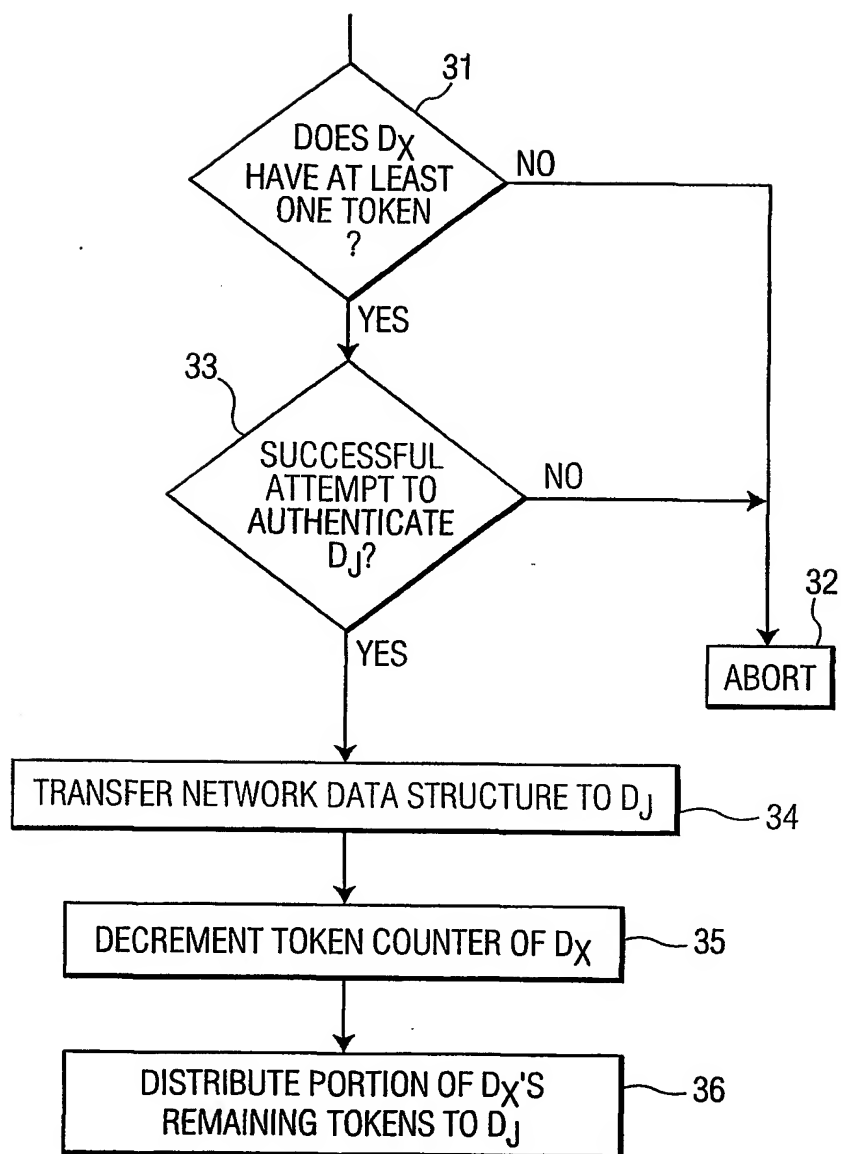 31
DOES DX
HAVE AT LEAST
ONE TOKEN
?
NO
YES
33
SUCCESSFUL
ATTEMPT TO
AUTHENTICATE
DJ?
NO
YES
32
ABORT
TRANSFER NETWORK DATA STRUCTURE TO DJ
34
DECREMENT TOKEN COUNTER OF DX
35
DISTRIBUTE PORTION OF DX'S
REMAINING TOKENS TO DJ
36